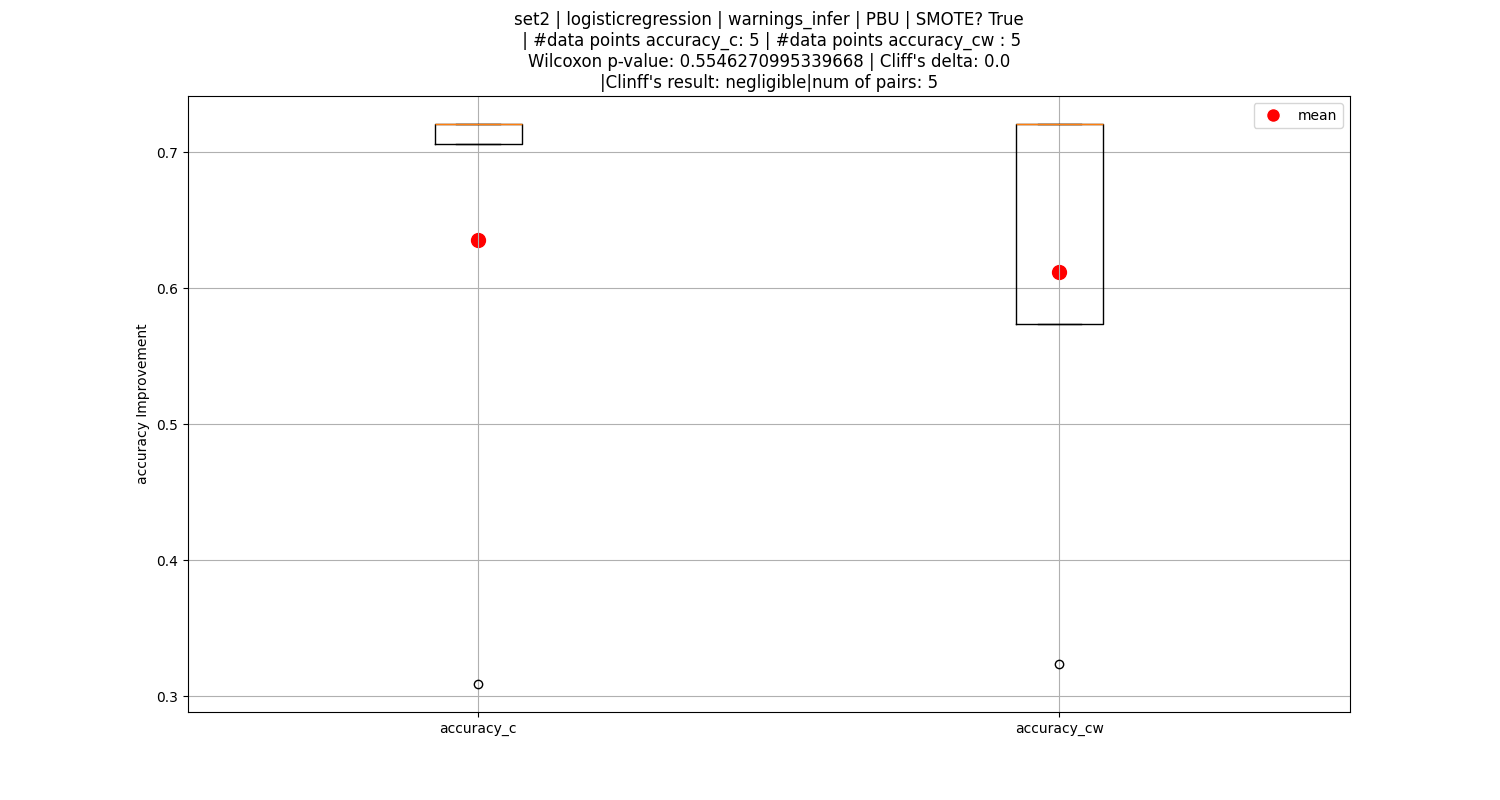 set2 | logisticregression | warnings_infer | PBU | SMOTE? True
| #data points accuracy_c: 5 | #data points accuracy_cw : 5
Wilcoxon p-value: 0.5546270995339668 | Cliff's delta: 0.0
|Clinff's result: negligible|num of pairs: 5
mean
0.7
0.6
0.5
0.4
0.3
accuracy Improvement
accuracy_c
accuracy_cw